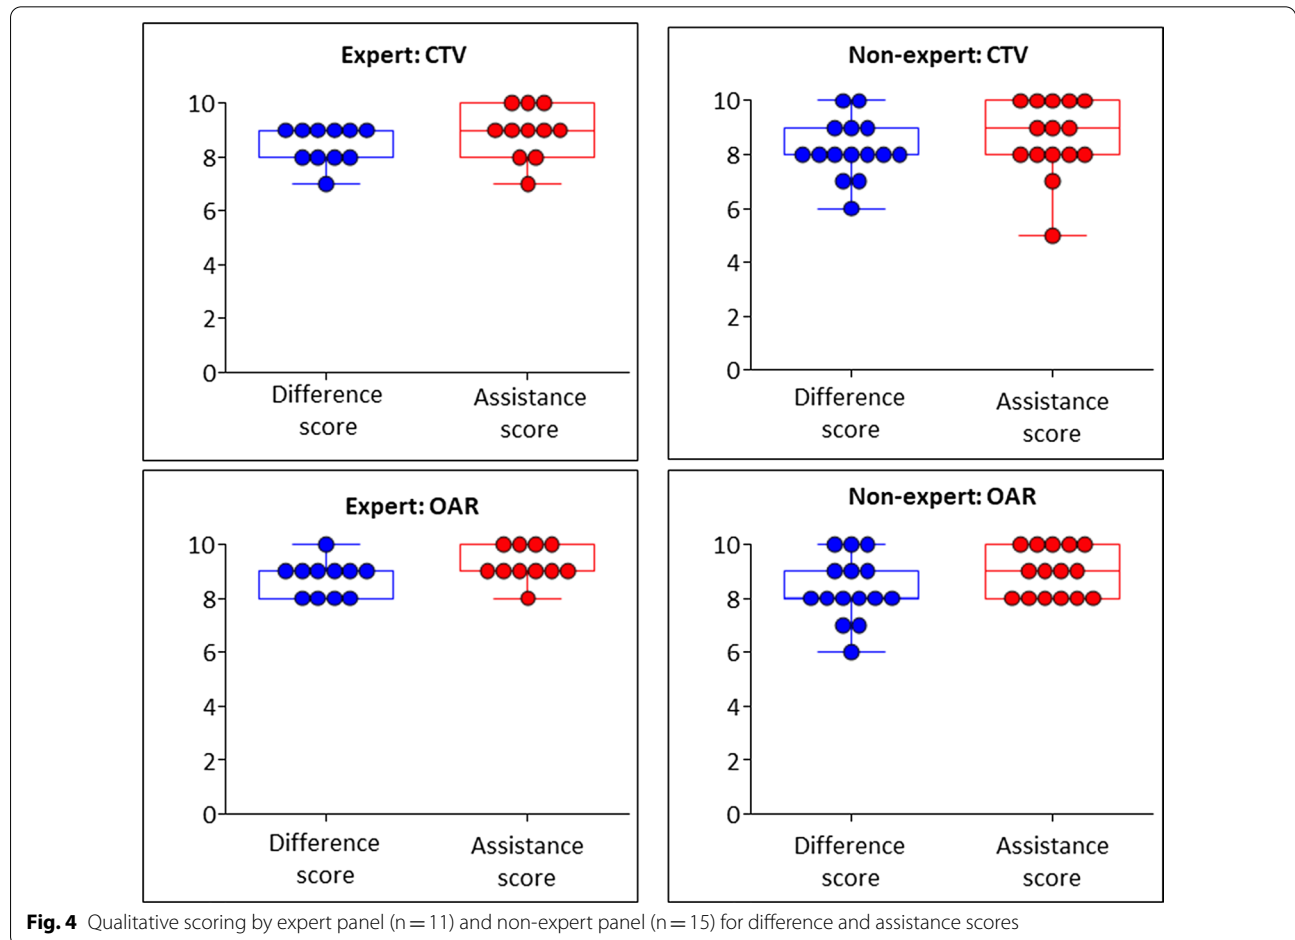 Expert: CTV
10
8
6
4
2
0
Difference
score
Assistance
score
Non-expert: CTV
10
8
6
4
2
0
Difference
score
Assistance
score
Expert: OAR
10
8
6
4
2
0
Difference
score
Assistance
score
Non-expert: OAR
10
8
6
4
2
0
Difference
score
Assistance
score
Fig. 4 Qualitative scoring by expert panel (n = 11) and non-expert panel (n = 15) for difference and assistance scores